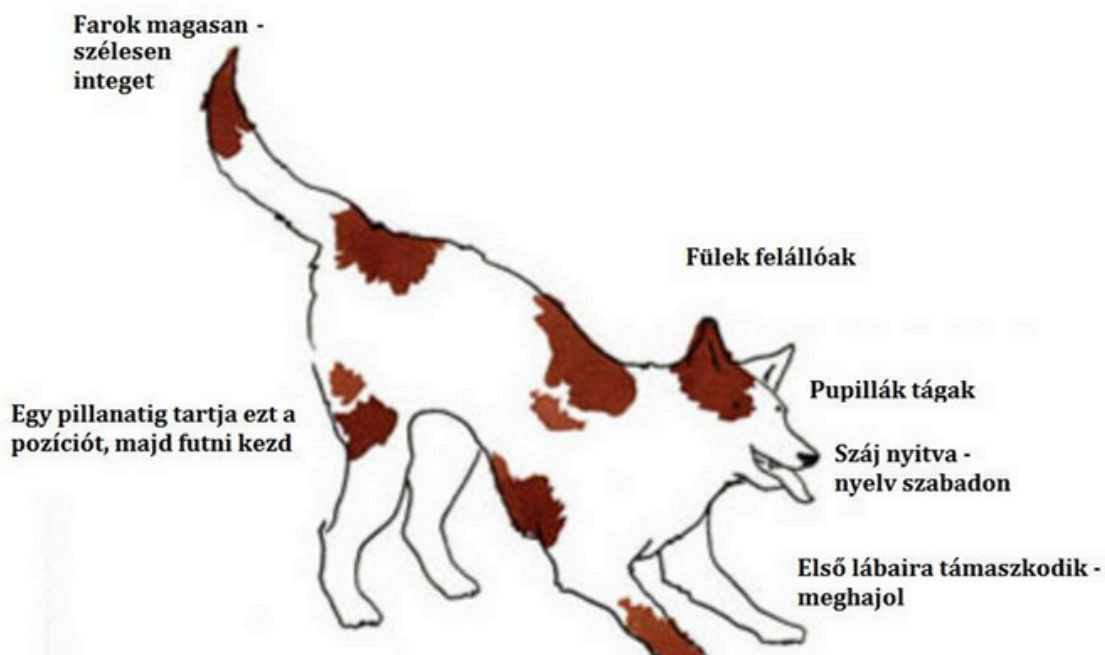 Farok magasan -
szélesen
integet
Fülek felállóak
Pupillák tágak
Egy pillanatig tartja ezt a
pozíciót, majd futni kezd
Száj nyitva -
nyelv szabadon
Első lábaira támaszkodik -
meghajol